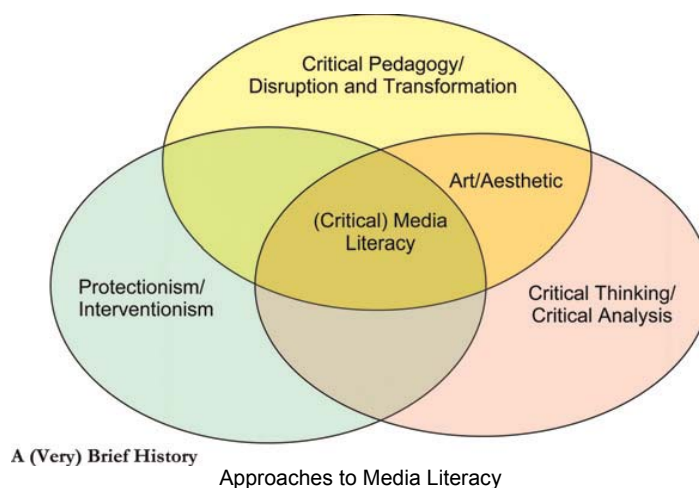 Critical Pedagogy/
Disruption and Transformation
Art/Aesthetic
(Critical) Media
Literacy
Protectionism/
Interventionism
Critical Thinking/
Critical Analysis
A (Very) Brief History
Approaches to Media Literacy